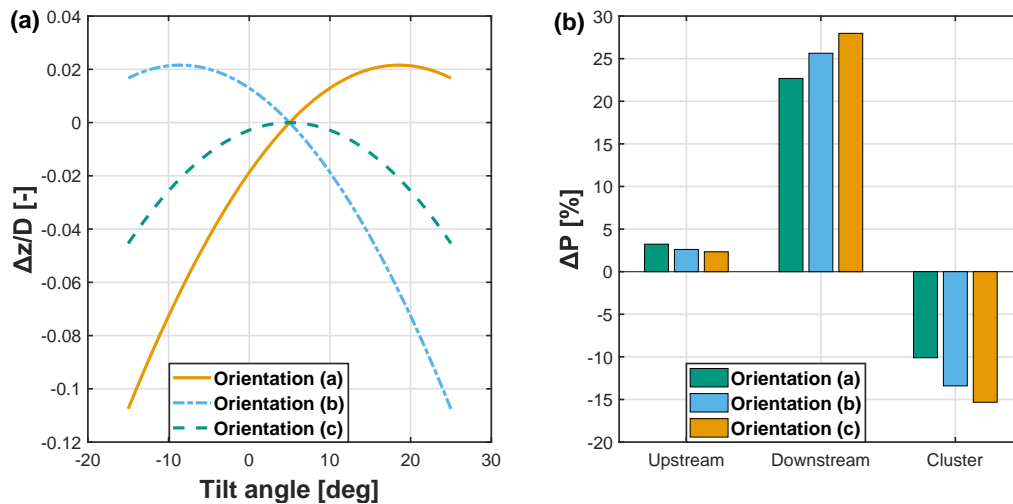 (a)
0.04
0.02
0
-0.02
-0.04
-0.06
-0.08
-0.1
-0.12
Δz/D [-]
-20
-10
0
10
20
30
Tilt angle [deg]
Orientation (a)
Orientation (b)
Orientation (c)
(b)
30
25
20
15
10
5
0
-5
-10
-15
-20
ΔP [%]
Upstream
Downstream
Cluster
Orientation (a)
Orientation (b)
Orientation (c)